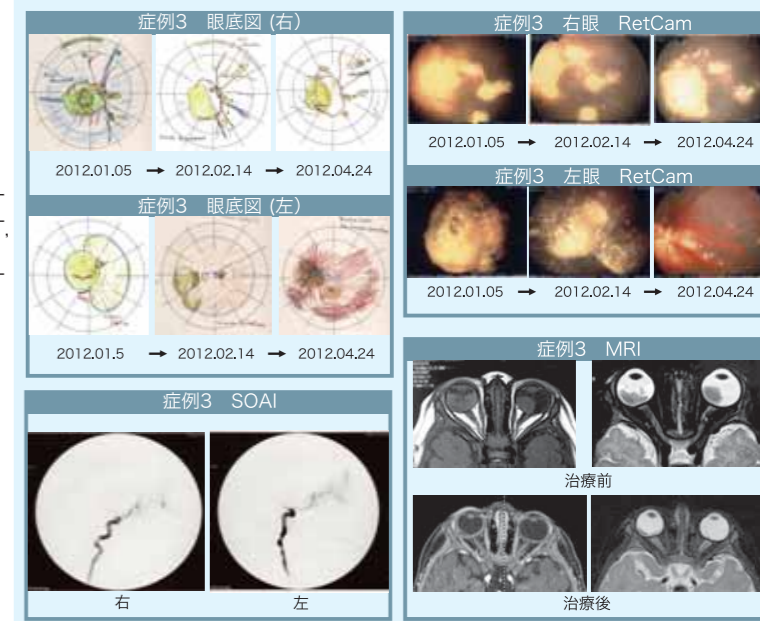 症例3 眼底図 (右)
2012.01.05 → 2012.02.14 → 2012.04.24
症例3 眼底図 (左)
2012.01.5 → 2012.02.14 → 2012.04.24
症例3 SOAI
右 左
症例3 右眼 RetCam
2012.01.05 → 2012.02.14 → 2012.04.24
症例3 左眼 RetCam
2012.01.05 → 2012.02.14 → 2012.04.24
症例3 MRI
治療前
治療後